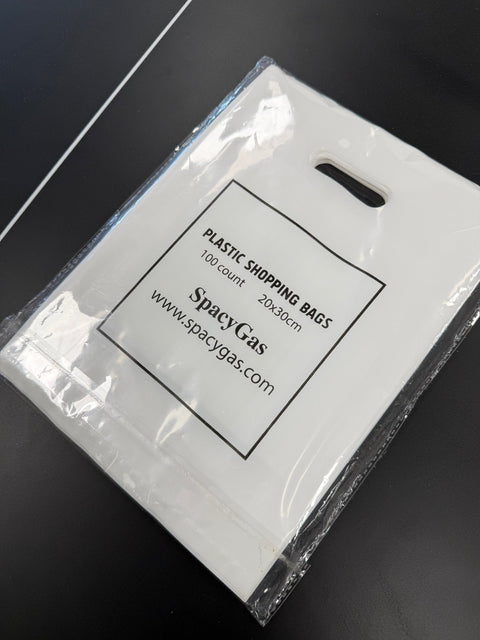 PLASTIC SHOPPING BAGS
100 count 20x30cm
SpacyGas
www.spacygas.com